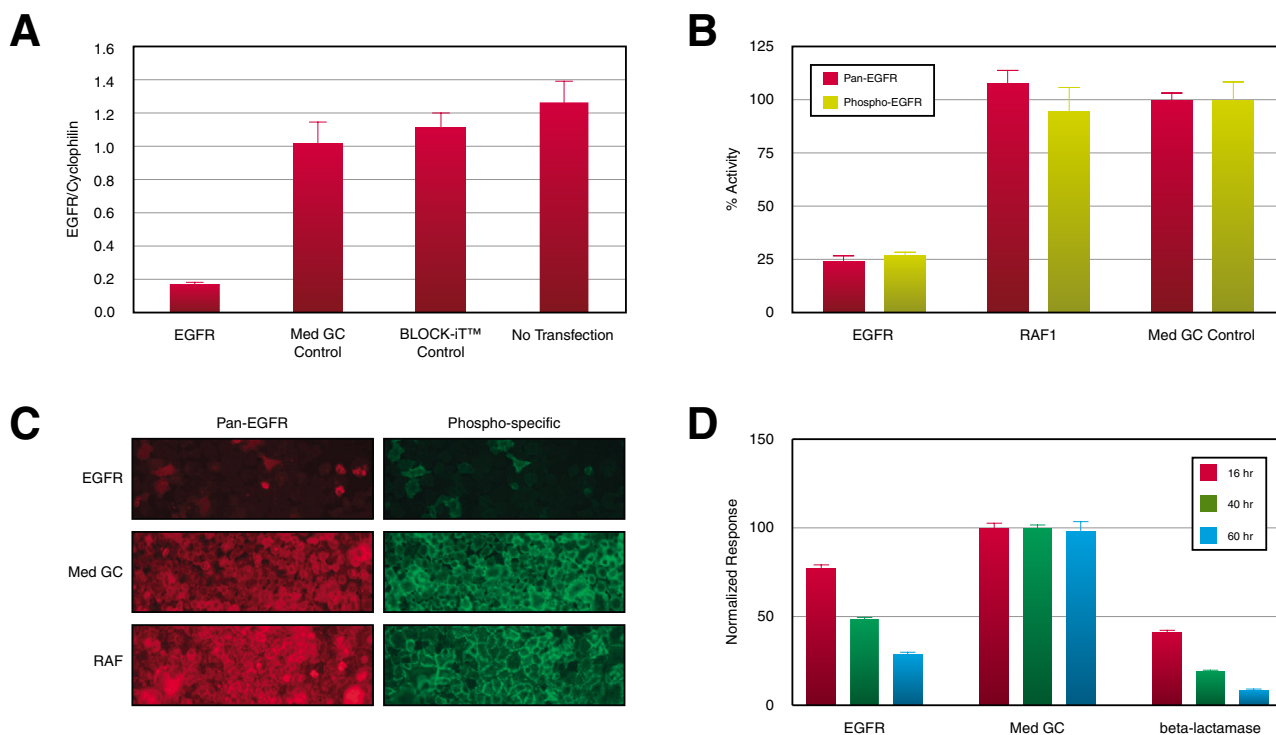 A
1.6
1.4
1.2
1.0
0.8
0.6
0.4
0.2
0.0
EGFR/Cyclophilin
EGFR
Med GC
Control
BLOCK-iT™
Control
No Transfection
B
125
100
75
50
25
0
% Activity
Pan-EGFR
Phospho-EGFR
EGFR
RAF1
Med GC Control
C
Pan-EGFR
Phospho-specific
EGFR
Med GC
RAF
D
150
100
50
0
Normalized Response
16 hr
40 hr
60 hr
EGFR
Med GC
beta-lactamase